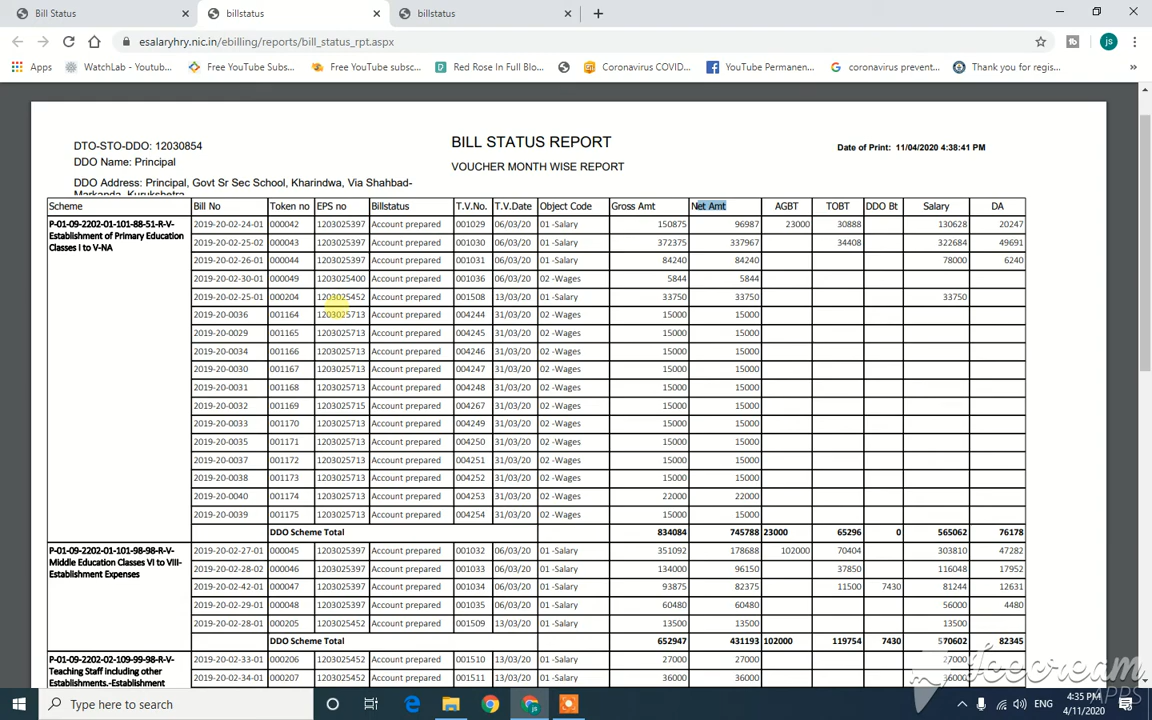 Bill Status
billstatus
billstatus
esalaryhry.nic.in/ebilling/reports/bill_status_rpt.aspx
Apps WatchLab - Youtub... Free YouTube Subs... Free YouTube subsc... Red Rose In Full Blo... Coronavirus COVID... YouTube Permanen... coronavirus prevent... Thank you for regis...
DTO-STO-DDO: 12030854
BILL STATUS REPORT
Date of Print: 11/04/2020 4:38:41 PM
DDO Name: Principal
VOUCHER MONTH WISE REPORT
DDO Address: Principal, Govt Sr Sec School, Kharindwa, Via Shahbad-
Markanda, Kurukshetra
Scheme Bill No Token no EPS no Billstatus T.V.No. T.V.Date Object Code Gross Amt Net Amt AGBT TOBT DDO Bt Salary DA
P-01-09-2202-01-101-88-51-R-V-
Establishment of Primary Education
Classes I to V-NA
2019-20-02-24-01 000042 1203025397 Account prepared 001029 06/03/20 01 -Salary 150875 96987 23000 30888 130628 20247
2019-20-02-25-02 000043 1203025397 Account prepared 001030 06/03/20 01 -Salary 372375 337967 34408 322684 49691
2019-20-02-26-01 000044 1203025397 Account prepared 001031 06/03/20 01 -Salary 84240 84240 78000 6240
2019-20-02-30-01 000049 1203025400 Account prepared 001036 06/03/20 02 -Wages 5844 5844
2019-20-02-25-01 000204 1203025452 Account prepared 001508 13/03/20 01 -Salary 33750 33750 33750
2019-20-0036 001164 1203025713 Account prepared 004244 31/03/20 02 -Wages 15000 15000
2019-20-0029 001165 1203025713 Account prepared 004245 31/03/20 02 -Wages 15000 15000
2019-20-0034 001166 1203025713 Account prepared 004246 31/03/20 02 -Wages 15000 15000
2019-20-0030 001167 1203025713 Account prepared 004247 31/03/20 02 -Wages 15000 15000
2019-20-0031 001168 1203025713 Account prepared 004248 31/03/20 02 -Wages 15000 15000
2019-20-0032 001169 1203025715 Account prepared 004267 31/03/20 02 -Wages 15000 15000
2019-20-0033 001170 1203025713 Account prepared 004249 31/03/20 02 -Wages 15000 15000
2019-20-0035 001171 1203025713 Account prepared 004250 31/03/20 02 -Wages 15000 15000
2019-20-0037 001172 1203025713 Account prepared 004251 31/03/20 02 -Wages 15000 15000
2019-20-0038 001173 1203025713 Account prepared 004252 31/03/20 02 -Wages 15000 15000
2019-20-0040 001174 1203025713 Account prepared 004253 31/03/20 02 -Wages 22000 22000
2019-20-0039 001175 1203025713 Account prepared 004254 31/03/20 02 -Wages 15000 15000
DDO Scheme Total 834084 745788 23000 65296 0 565062 76178
P-01-09-2202-01-101-98-98-R-V-
Middle Education Classes VI to VIII-
Establishment Expenses
2019-20-02-27-01 000045 1203025397 Account prepared 001032 06/03/20 01 -Salary 351092 178688 102000 70404 303810 47282
2019-20-02-28-02 000046 1203025397 Account prepared 001033 06/03/20 01 -Salary 134000 96150 37850 116048 17952
2019-20-02-42-01 000047 1203025397 Account prepared 001034 06/03/20 01 -Salary 93875 82375 11500 7430 81244 12631
2019-20-02-29-01 000048 1203025397 Account prepared 001035 06/03/20 01 -Salary 60480 60480 56000 4480
2019-20-02-28-01 000205 1203025452 Account prepared 001509 13/03/20 01 -Salary 13500 13500 13500
DDO Scheme Total 652947 431193 102000 119754 7430 570602 82345
P-01-09-2202-02-109-99-98-R-V-
Teaching Staff including other
Establishments.-Establishment
2019-20-02-33-01 000206 1203025452 Account prepared 001510 13/03/20 01 -Salary 27000 27000 27000
2019-20-02-34-01 000207 1203025452 Account prepared 001511 13/03/20 01 -Salary 36000 36000 36000
Icecream
APPS
Type here to search
ENG
4:35 PM
4/11/2020